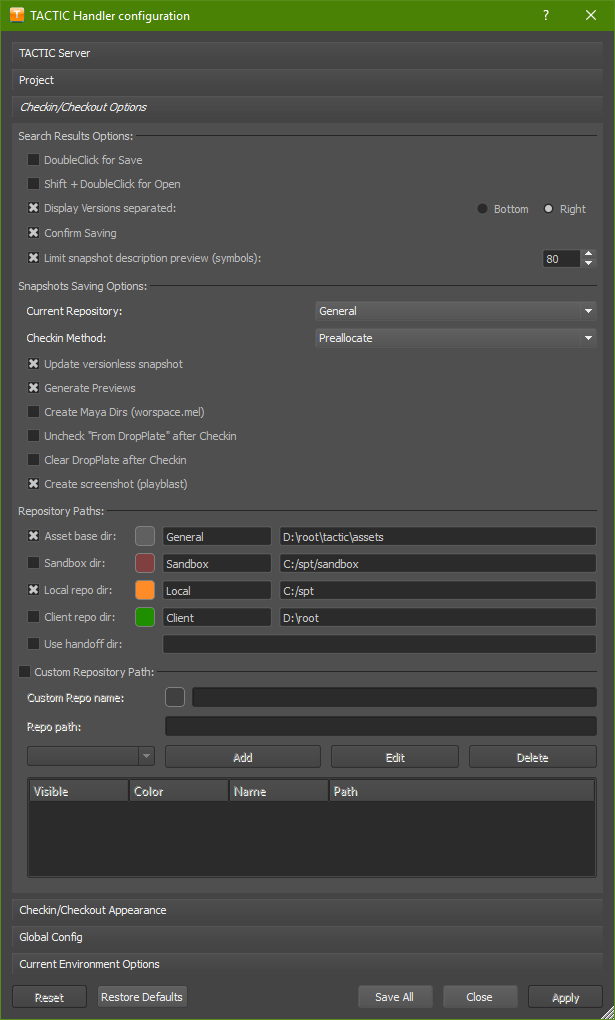 TACTIC Handler configuration
TACTIC Server
Project
Checkin/Checkout Options
Search Results Options:
DoubleClick for Save
Shift + DoubleClick for Open
Display Versions separated: Bottom Right
Confirm Saving
Limit snapshot description preview (symbols): 80
Snapshots Saving Options:
Current Repository: General
Checkin Method: Preallocate
Update versionless snapshot
Generate Previews
Create Maya Dirs (worspace.mel)
Uncheck "From DropPlate" after Checkin
Clear DropPlate after Checkin
Create screenshot (playblast)
Repository Paths:
Asset base dir: General D:\root\tactic\assets
Sandbox dir: Sandbox C:/spt/sandbox
Local repo dir: Local C:/spt
Client repo dir: Client D:\root
Use handoff dir:
Custom Repository Path:
Custom Repo name:
Repo path:
Add Edit Delete
Visible Color Name Path
Checkin/Checkout Appearance
Global Config
Current Environment Options
Reset Restore Defaults Save All Close Apply